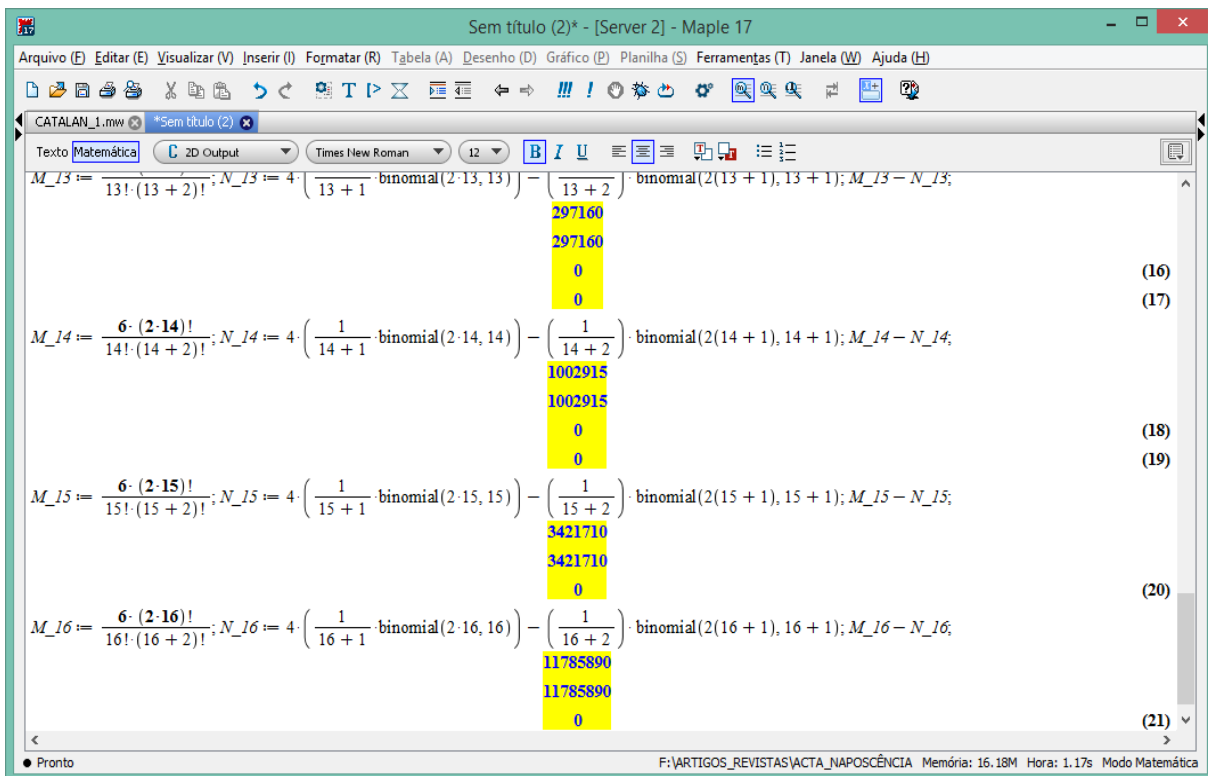 Sem título (2)* - [Server 2] - Maple 17
Arquivo (F) Editar (E) Visualizar (V) Inserir (I) Formatar (R) Tabela (A) Desenho (D) Gráfico (P) Planilha (S) Ferramentas (T) Janela (W) Ajuda (H)
CATALAN_1.mw *Sem título (2)
Texto Matemática C 2D Output Times New Roman 12 B I U
M_13 := 13!·(13 + 2)! ; N_13 := 4·( 13 + 1 ·binomial(2·13, 13)) − ( 13 + 2 )·binomial(2(13 + 1), 13 + 1); M_13 − N_13;
297160
297160
0 (16)
0 (17)
M_14 := 6·(2·14)! / 14!·(14 + 2)! ; N_14 := 4·(1 / 14 + 1 ·binomial(2·14, 14)) − (1 / 14 + 2)·binomial(2(14 + 1), 14 + 1); M_14 − N_14;
1002915
1002915
0 (18)
0 (19)
M_15 := 6·(2·15)! / 15!·(15 + 2)! ; N_15 := 4·(1 / 15 + 1 ·binomial(2·15, 15)) − (1 / 15 + 2)·binomial(2(15 + 1), 15 + 1); M_15 − N_15;
3421710
3421710
0 (20)
M_16 := 6·(2·16)! / 16!·(16 + 2)! ; N_16 := 4·(1 / 16 + 1 ·binomial(2·16, 16)) − (1 / 16 + 2)·binomial(2(16 + 1), 16 + 1); M_16 − N_16;
11785890
11785890
0 (21)
Pronto F:\ARTIGOS_REVISTAS\ACTA_NAPOSCÊNCIA Memória: 16.18M Hora: 1.17s Modo Matemática